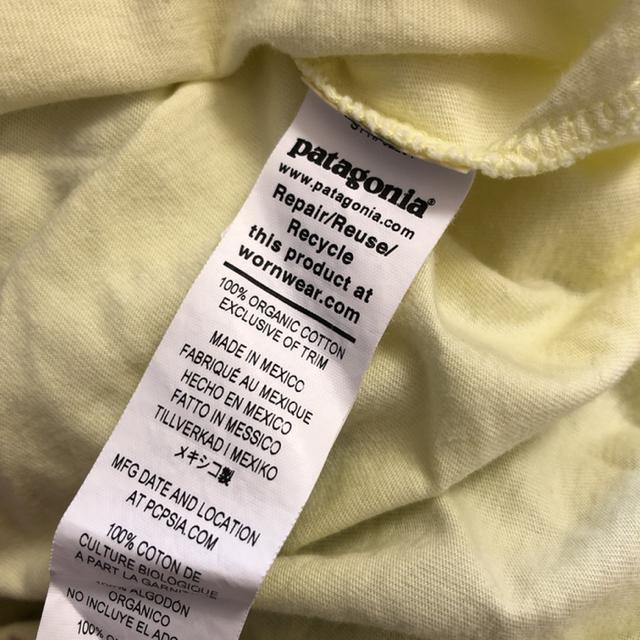 patagonia®
www.patagonia.com
Repair/Reuse/
Recycle
this product at
wornwear.com
100% ORGANIC COTTON
EXCLUSIVE OF TRIM
MADE IN MEXICO
FABRIQUÉ AU MEXIQUE
HECHO EN MEXICO
FATTO IN MESSICO
TILLVERKAD I MEXIKO
メキシコ製
MFG DATE AND LOCATION
AT PCPSIA.COM
100% COTON DE
CULTURE BIOLOGIQUE
A PART LA
100% ALGODÓN
ORGÁNICO
NO INCLUYE EL
100%